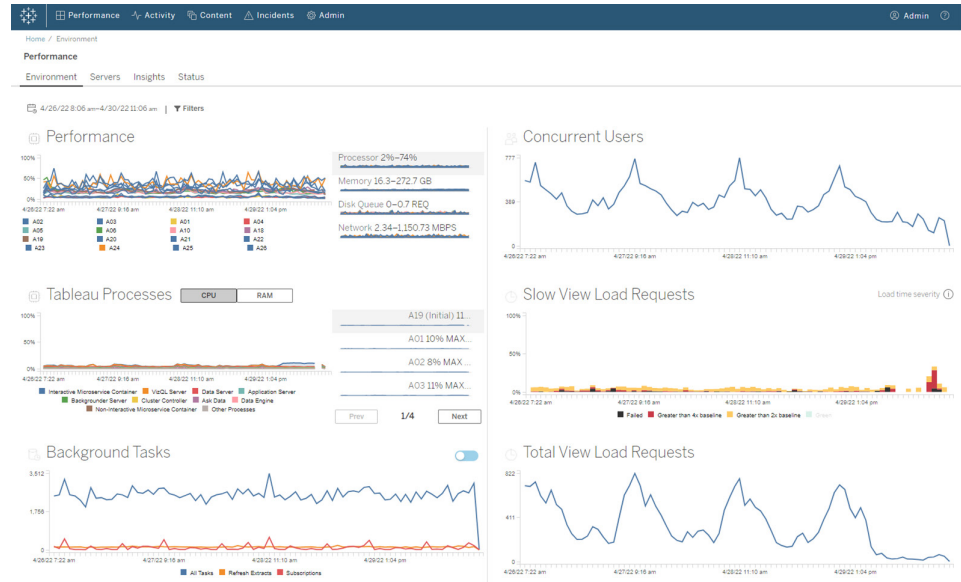 Performance Activity Content Incidents Admin Admin
Home / Environment
Performance
Environment Servers Insights Status
4/26/22 8:06 am–4/30/22 11:06 am | Filters
Performance
100%
50%
0%
4/26/22 7:22 am 4/27/22 9:16 am 4/28/22 11:10 am 4/29/22 1:04 pm
A02 A03 A01 A04
A05 A06 A10 A18
A19 A20 A21 A22
A23 A24 A25 A26
Processor 2%–74%
Memory 16.3–272.7 GB
Disk Queue 0–0.7 REQ
Network 2.34–1,150.73 MBPS
Concurrent Users
777
389
0
4/26/22 7:22 am 4/27/22 9:16 am 4/28/22 11:10 am 4/29/22 1:04 pm
Tableau Processes CPU RAM
100%
50%
0%
4/26/22 7:22 am 4/27/22 9:16 am 4/28/22 11:10 am 4/29/22 1:04 pm
Interactive Microservice Container VizQL Server Data Server Application Server
Backgrounder Server Cluster Controller Ask Data Data Engine
Non-Interactive Microservice Container Other Processes
A19 (Initial) 11...
A01 10% MAX...
A02 8% MAX...
A03 11% MAX...
Prev 1/4 Next
Slow View Load Requests
Load time severity
100%
50%
0%
4/26/22 7:22 am 4/27/22 9:16 am 4/28/22 11:10 am 4/29/22 1:04 pm
Failed Greater than 4x baseline Greater than 2x baseline Green
Background Tasks
3,512
1,756
0
4/26/22 7:22 am 4/27/22 9:16 am 4/28/22 11:10 am 4/29/22 1:04 pm
All Tasks Refresh Extracts Subscriptions
Total View Load Requests
822
411
0
4/26/22 7:22 am 4/27/22 9:16 am 4/28/22 11:10 am 4/29/22 1:04 pm